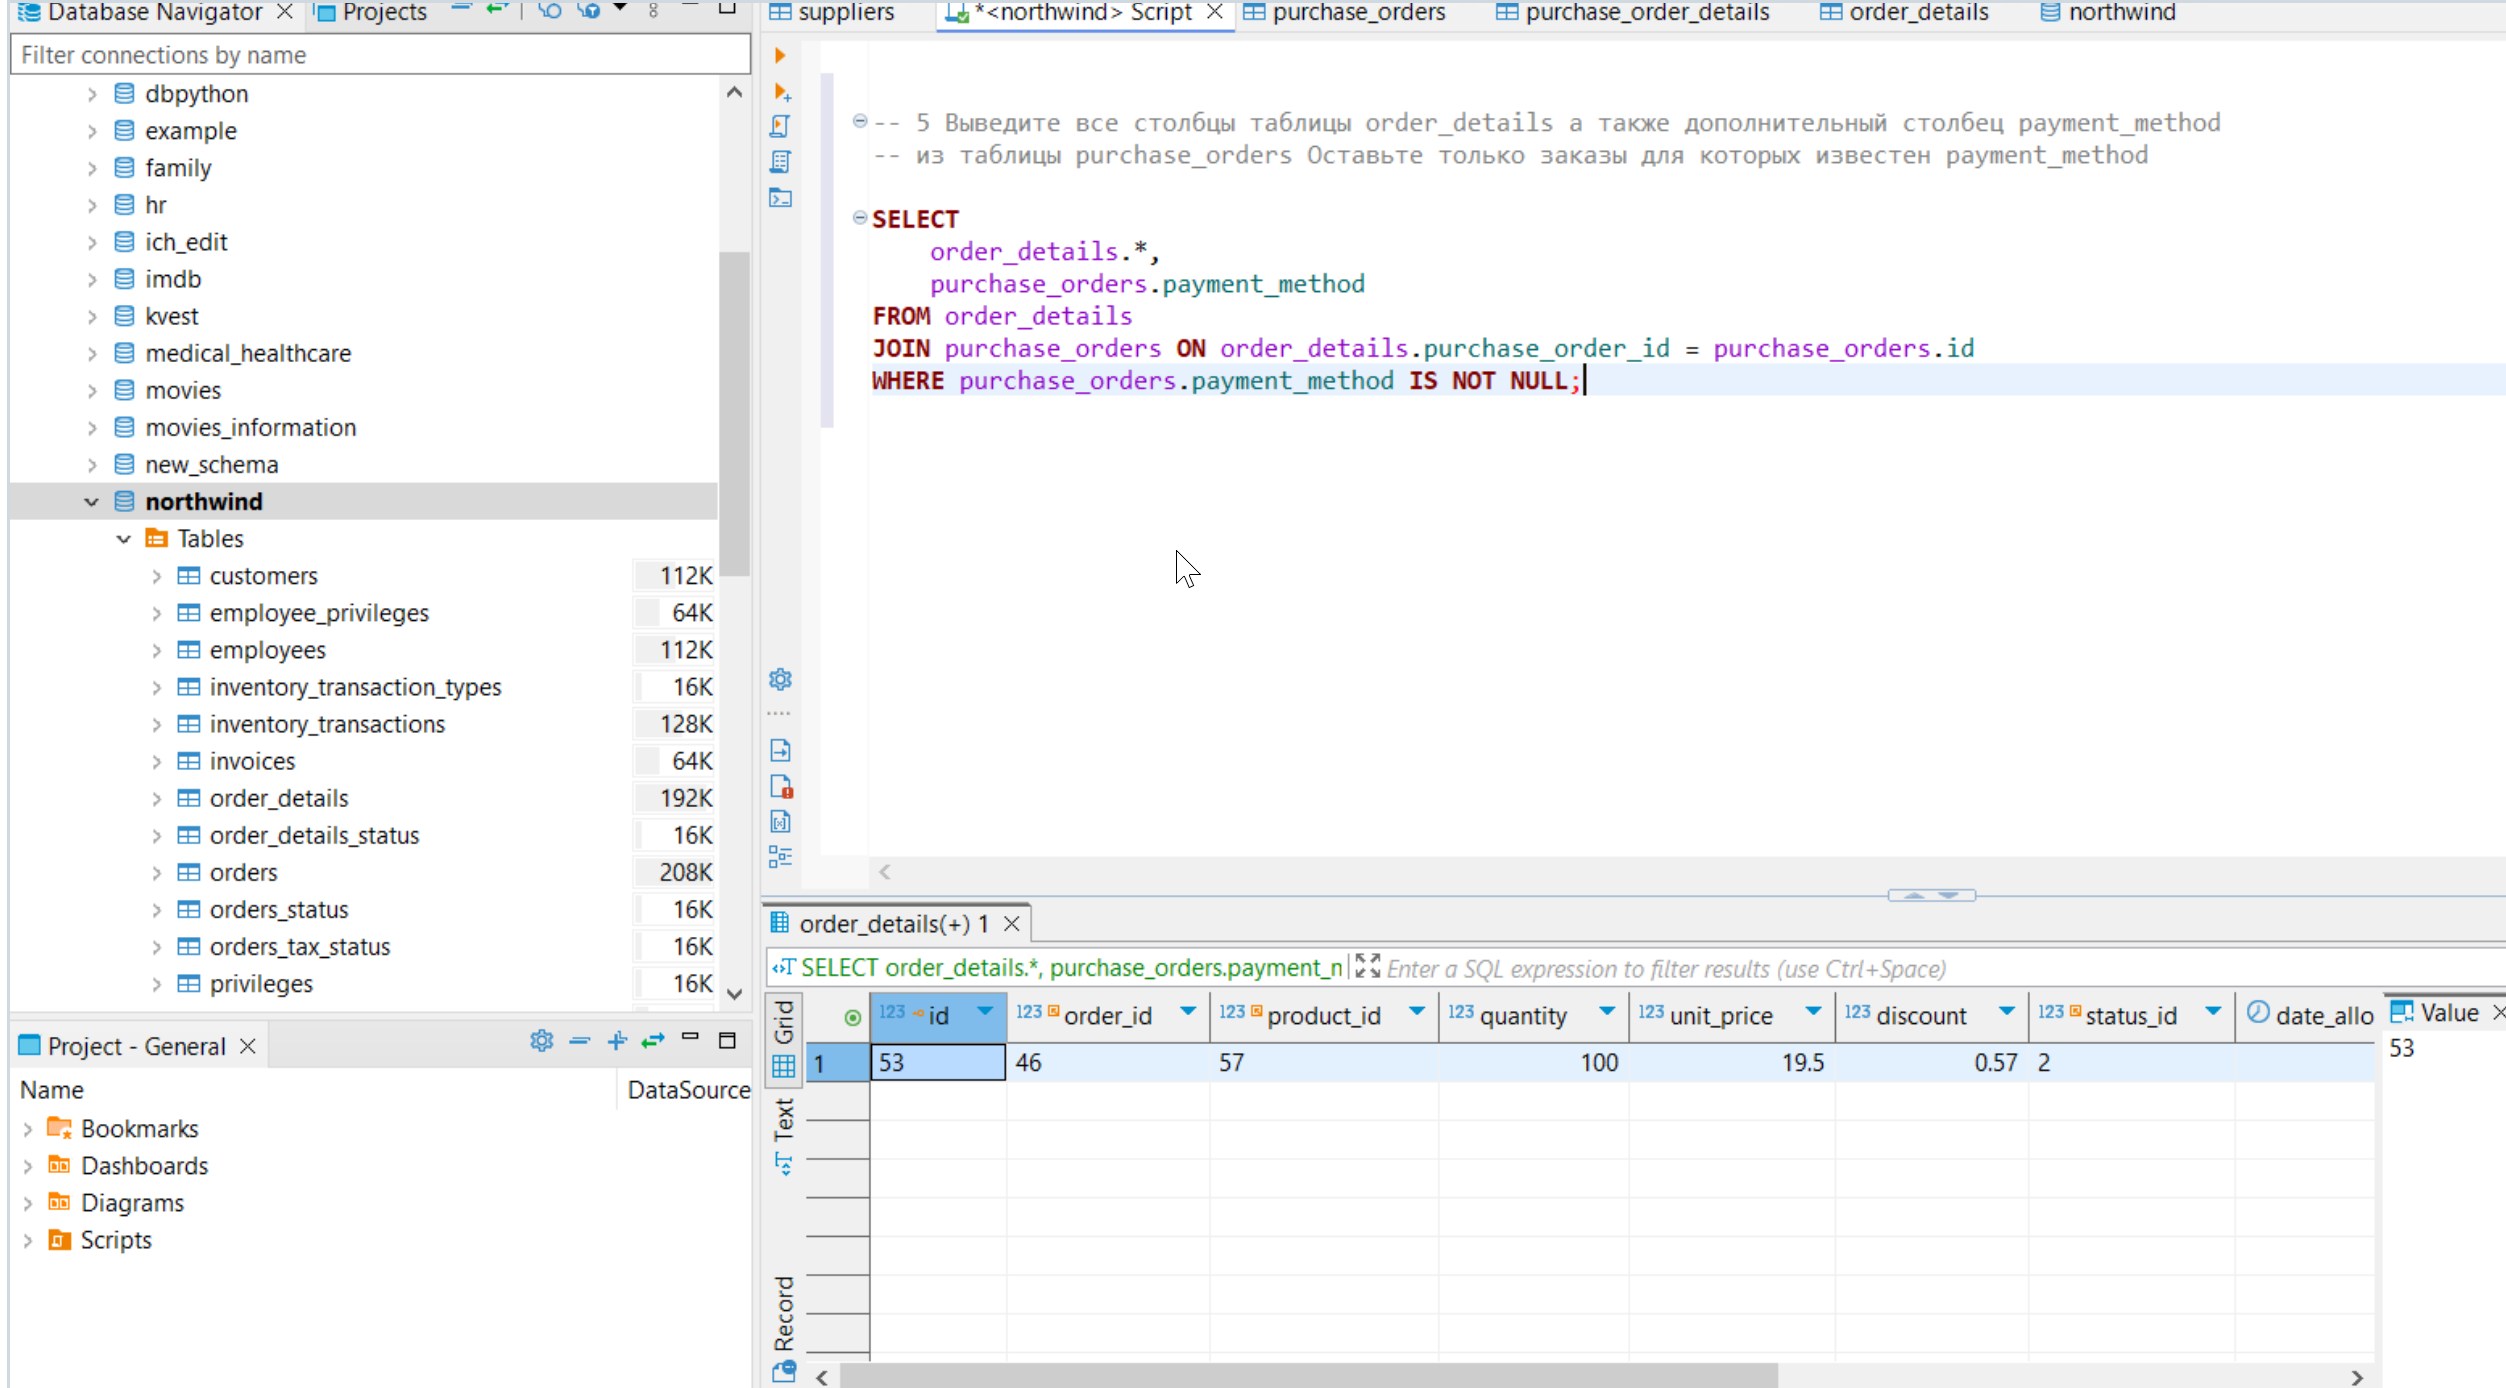 Database Navigator
Projects
Filter connections by name
dbpython
example
family
hr
ich_edit
imdb
kvest
medical_healthcare
movies
movies_information
new_schema
northwind
Tables
customers 112K
employee_privileges 64K
employees 112K
inventory_transaction_types 16K
inventory_transactions 128K
invoices 64K
order_details 192K
order_details_status 16K
orders 208K
orders_status 16K
orders_tax_status 16K
privileges 16K
Project - General
Name DataSource
Bookmarks
Dashboards
Diagrams
Scripts
suppliers *<northwind> Script purchase_orders purchase_order_details order_details northwind
-- 5 Выведите все столбцы таблицы order_details а также дополнительный столбец payment_method
-- из таблицы purchase_orders Оставьте только заказы для которых известен payment_method
SELECT
order_details.*,
purchase_orders.payment_method
FROM order_details
JOIN purchase_orders ON order_details.purchase_order_id = purchase_orders.id
WHERE purchase_orders.payment_method IS NOT NULL;
order_details(+) 1
SELECT order_details.*, purchase_orders.payment_n Enter a SQL expression to filter results (use Ctrl+Space)
Grid
Text
Record
123 id 123 order_id 123 product_id 123 quantity 123 unit_price 123 discount 123 status_id date_allo
1 53 46 57 100 19.5 0.57 2
Value
53